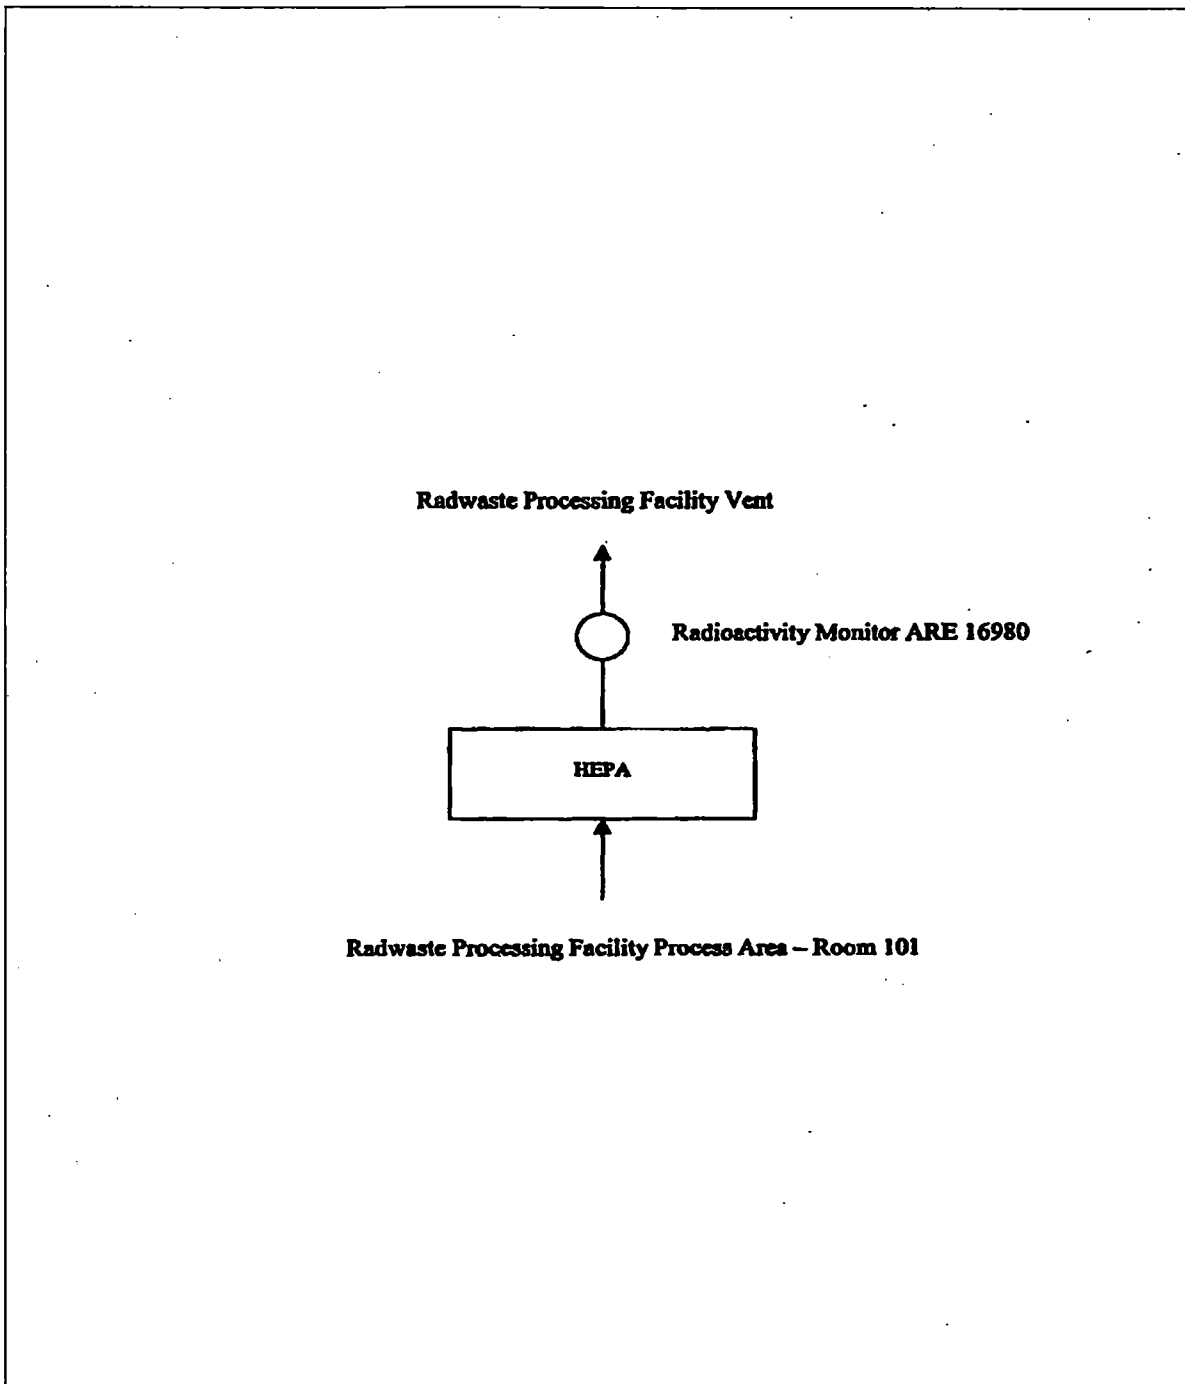 Radwaste Processing Facility Vent
Radioactivity Monitor ARE 16980
HEPA
Radwaste Processing Facility Process Area – Room 101